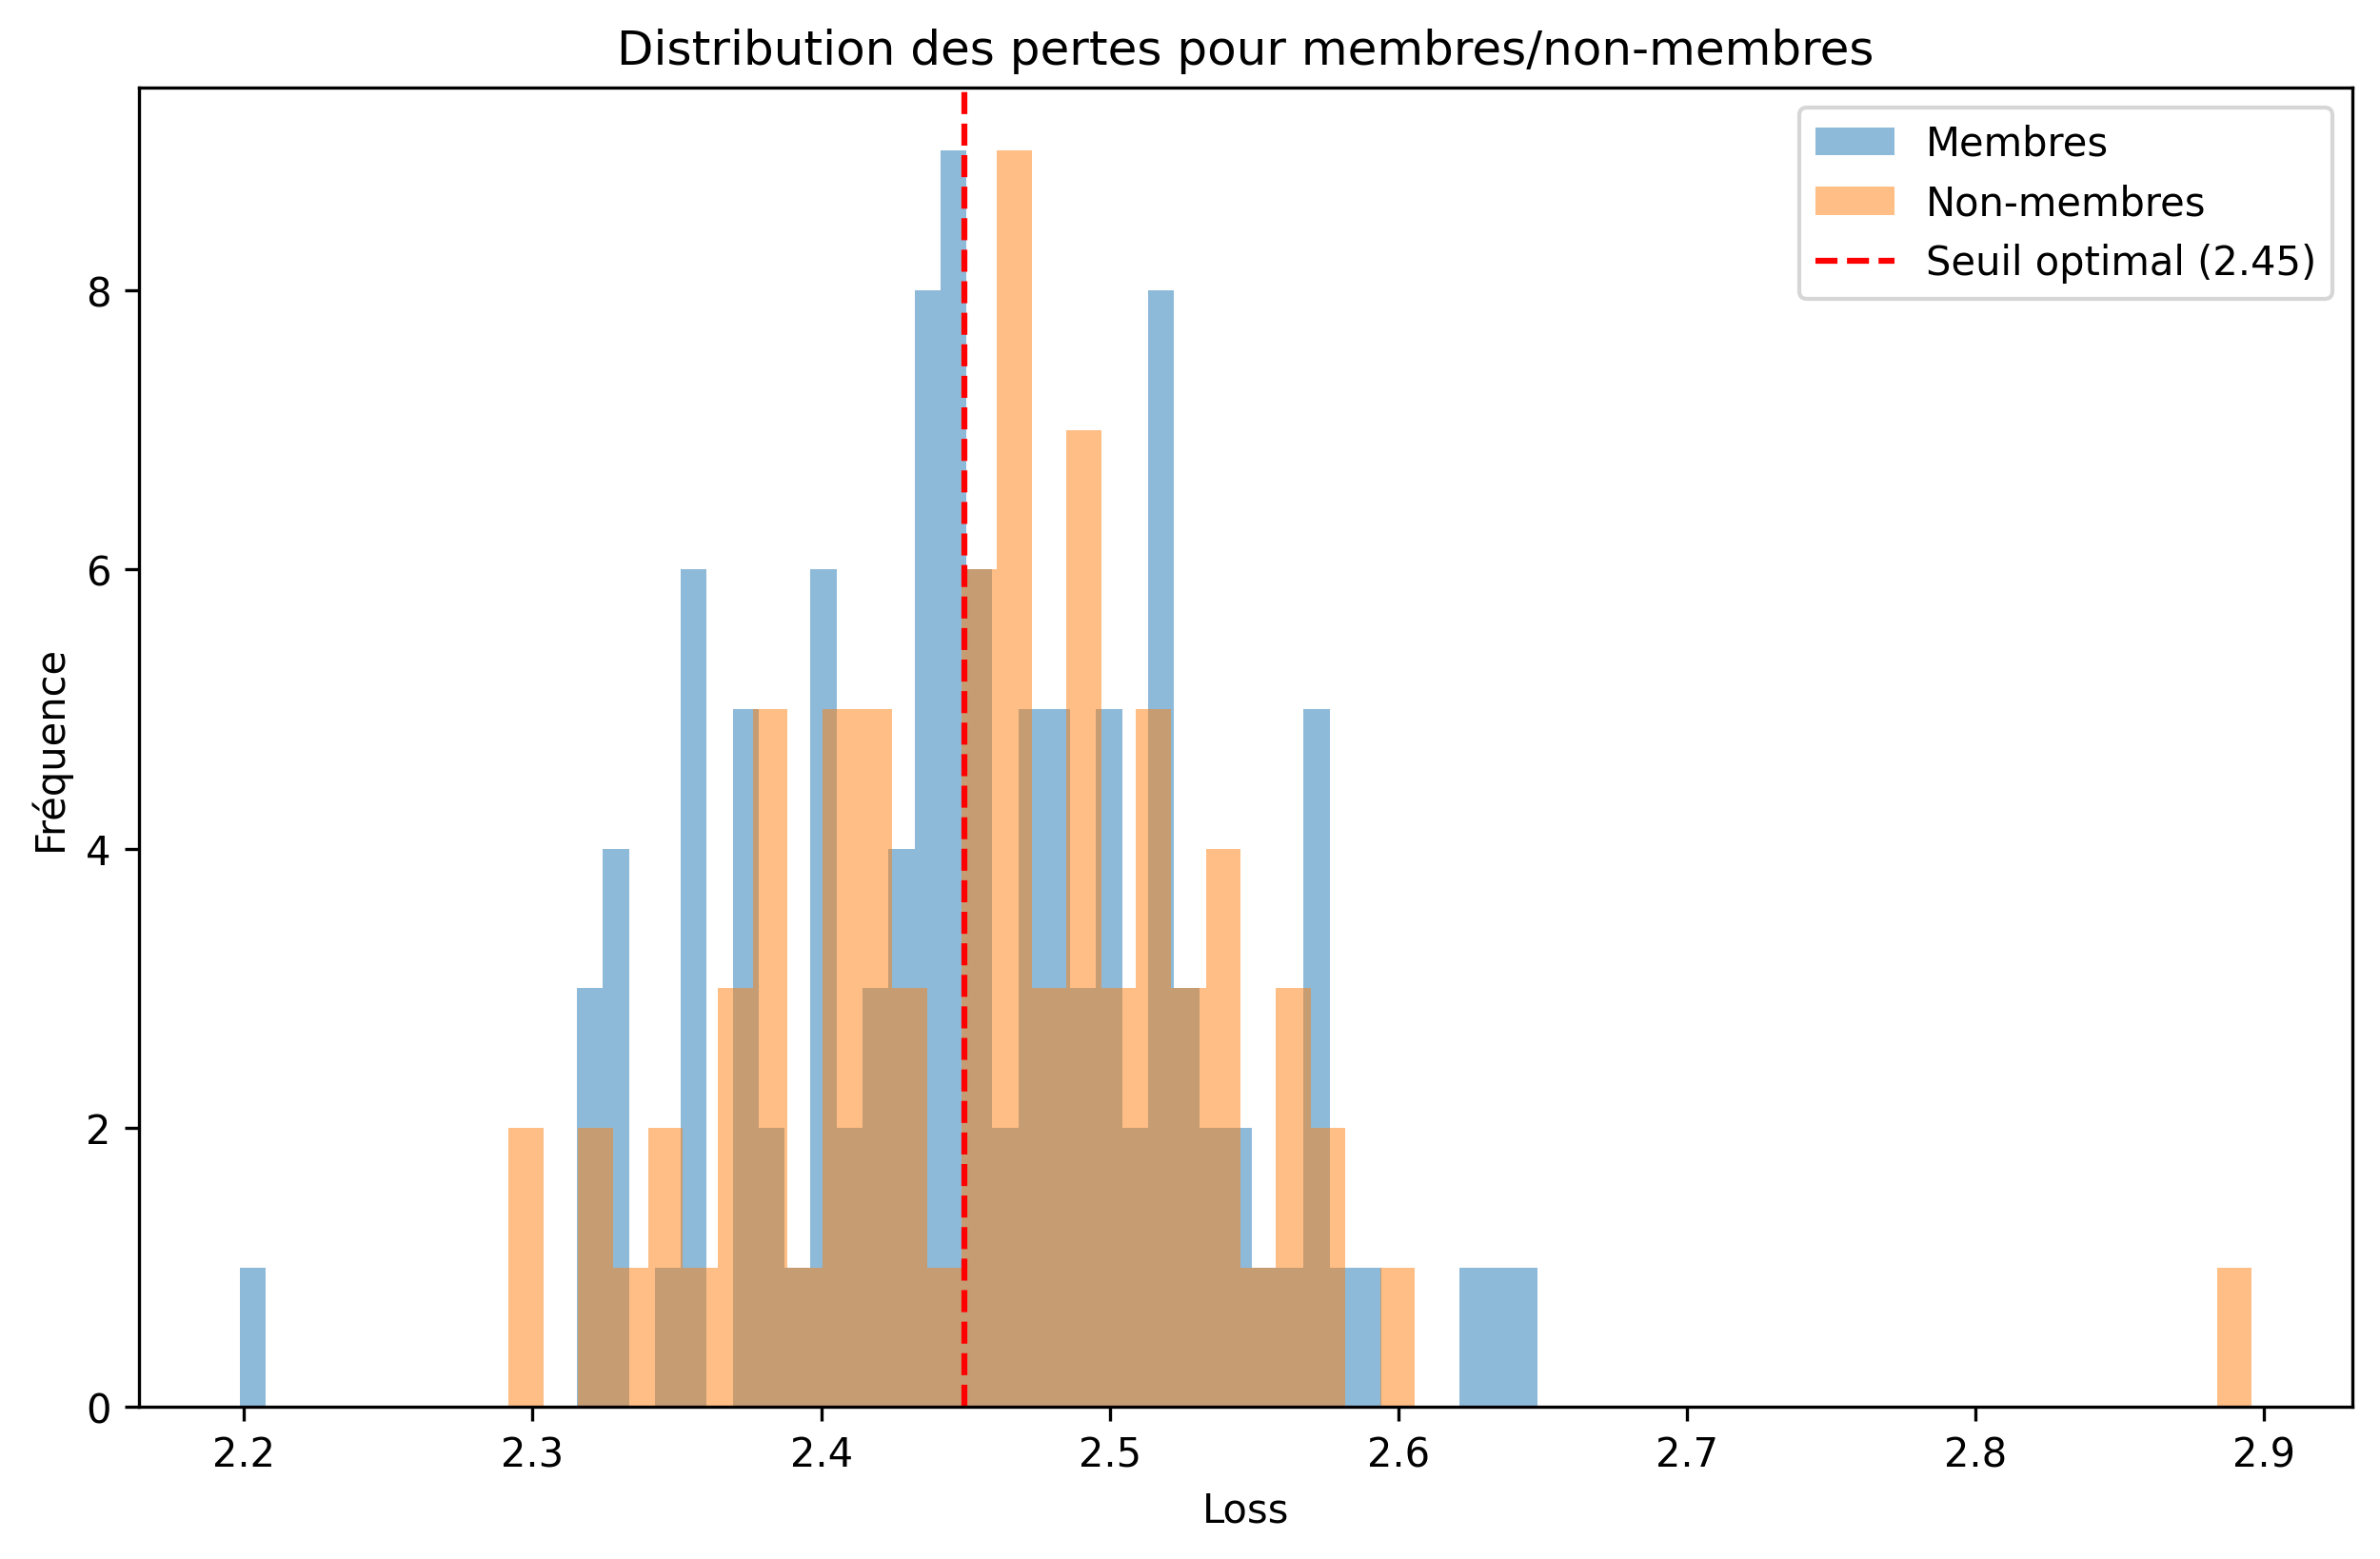 Distribution des pertes pour membres/non-membres
Membres
Non-membres
Seuil optimal (2.45)
Fréquence
8
6
4
2
0
2.2 2.3 2.4 2.5 2.6 2.7 2.8 2.9
Loss